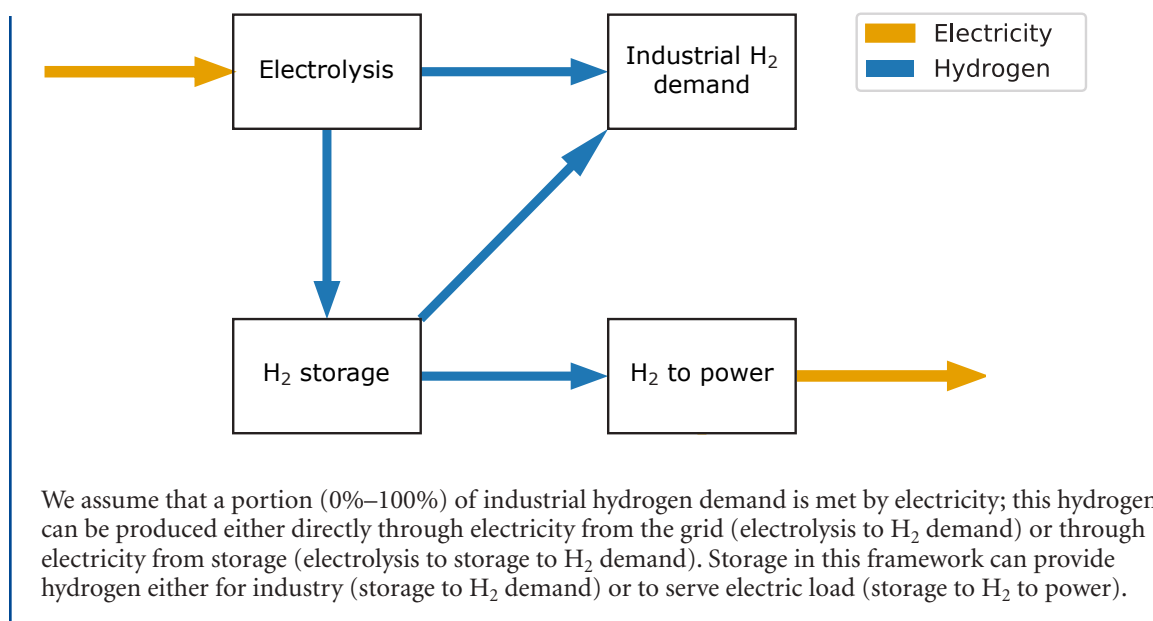 Electrolysis
Industrial H₂
demand
Electricity
Hydrogen
H₂ storage
H₂ to power
We assume that a portion (0%–100%) of industrial hydrogen demand is met by electricity; this hydrogen
can be produced either directly through electricity from the grid (electrolysis to H₂ demand) or through
electricity from storage (electrolysis to storage to H₂ demand). Storage in this framework can provide
hydrogen either for industry (storage to H₂ demand) or to serve electric load (storage to H₂ to power).